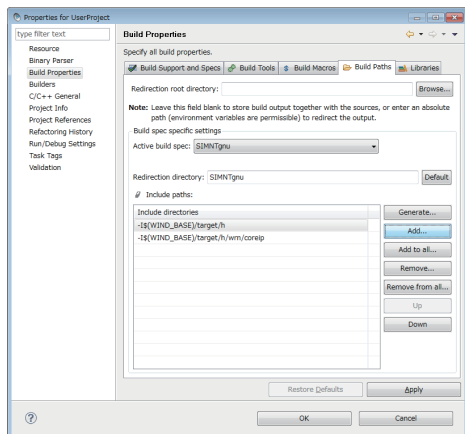 Properties for UserProject
type filter text
Resource
Binary Parser
Build Properties
Builders
C/C++ General
Project Info
Project References
Refactoring History
Run/Debug Settings
Task Tags
Validation
Build Properties
Specify all build properties.
Build Support and Specs
Build Tools
Build Macros
Build Paths
Libraries
Redirection root directory:
Browse...
Note: Leave this field blank to store build output together with the sources, or enter an absolute
path (environment variables are permissible) to redirect the output.
Build spec specific settings
Active build spec: SIMNTgnu
Redirection directory: SIMNTgnu
Default
Include paths:
Include directories
-I$(WIND_BASE)/target/h
-I$(WIND_BASE)/target/h/wrn/coreip
Generate...
Add...
Add to all...
Remove...
Remove from all...
Up
Down
Restore Defaults
Apply
?
OK
Cancel